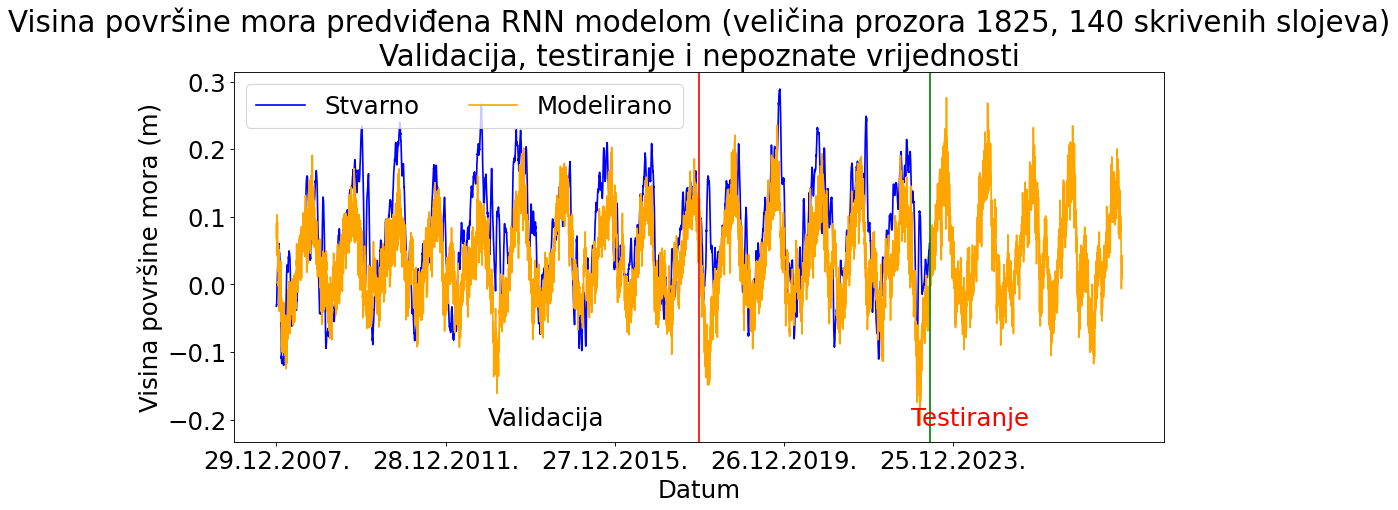 Visina površine mora predviđena RNN modelom (veličina prozora 1825, 140 skrivenih slojeva)
Validacija, testiranje i nepoznate vrijednosti
Visina površine mora (m)
0.3
0.2
0.1
0.0
−0.1
−0.2
Stvarno Modelirano
Validacija Testiranje
29.12.2007. 28.12.2011. 27.12.2015. 26.12.2019. 25.12.2023.
Datum